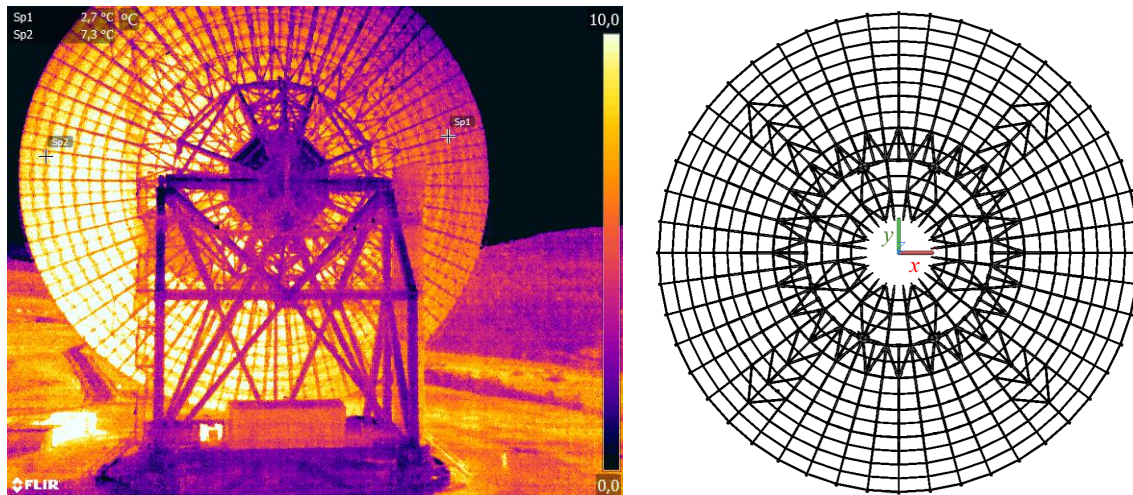 Sp1 2,7 °C °C
Sp2 7,3 °C
10,0
Sp1
Sp2
0,0
FLIR
y
z
x